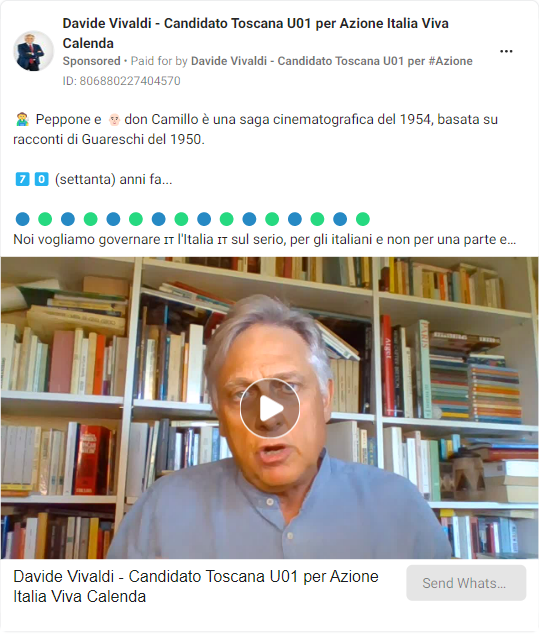 Davide Vivaldi - Candidato Toscana U01 per Azione Italia Viva
Calenda
Sponsored • Paid for by Davide Vivaldi - Candidato Toscana U01 per #Azione
ID: 806880227404570
Peppone e don Camillo è una saga cinematografica del 1954, basata su
racconti di Guareschi del 1950.
7 0 (settanta) anni fa...
Noi vogliamo governare IT l'Italia IT sul serio, per gli italiani e non per una parte e...
Davide Vivaldi - Candidato Toscana U01 per Azione
Italia Viva Calenda
Send Whats...